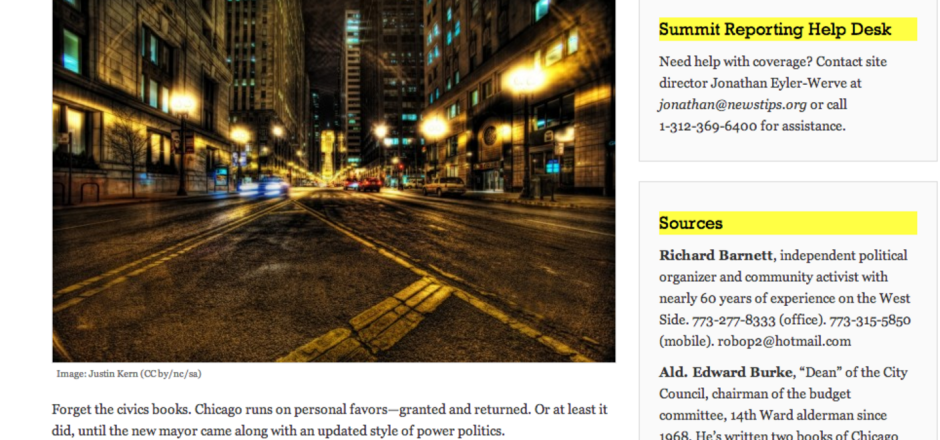 Image: Justin Kern (CC by/nc/sa)
Forget the civics books. Chicago runs on personal favors—granted and returned. Or at least it
did, until the new mayor came along with an updated style of power politics.
Summit Reporting Help Desk
Need help with coverage? Contact site
director Jonathan Eyler-Werve at
jonathan@newstips.org or call
1-312-369-6400 for assistance.
Sources
Richard Barnett, independent political
organizer and community activist with
nearly 60 years of experience on the West
Side. 773-277-8333 (office). 773-315-5850
(mobile). robop2@hotmail.com
Ald. Edward Burke, “Dean” of the City
Council, chairman of the budget
committee, 14th Ward alderman since
1968. He’s written two books of Chicago